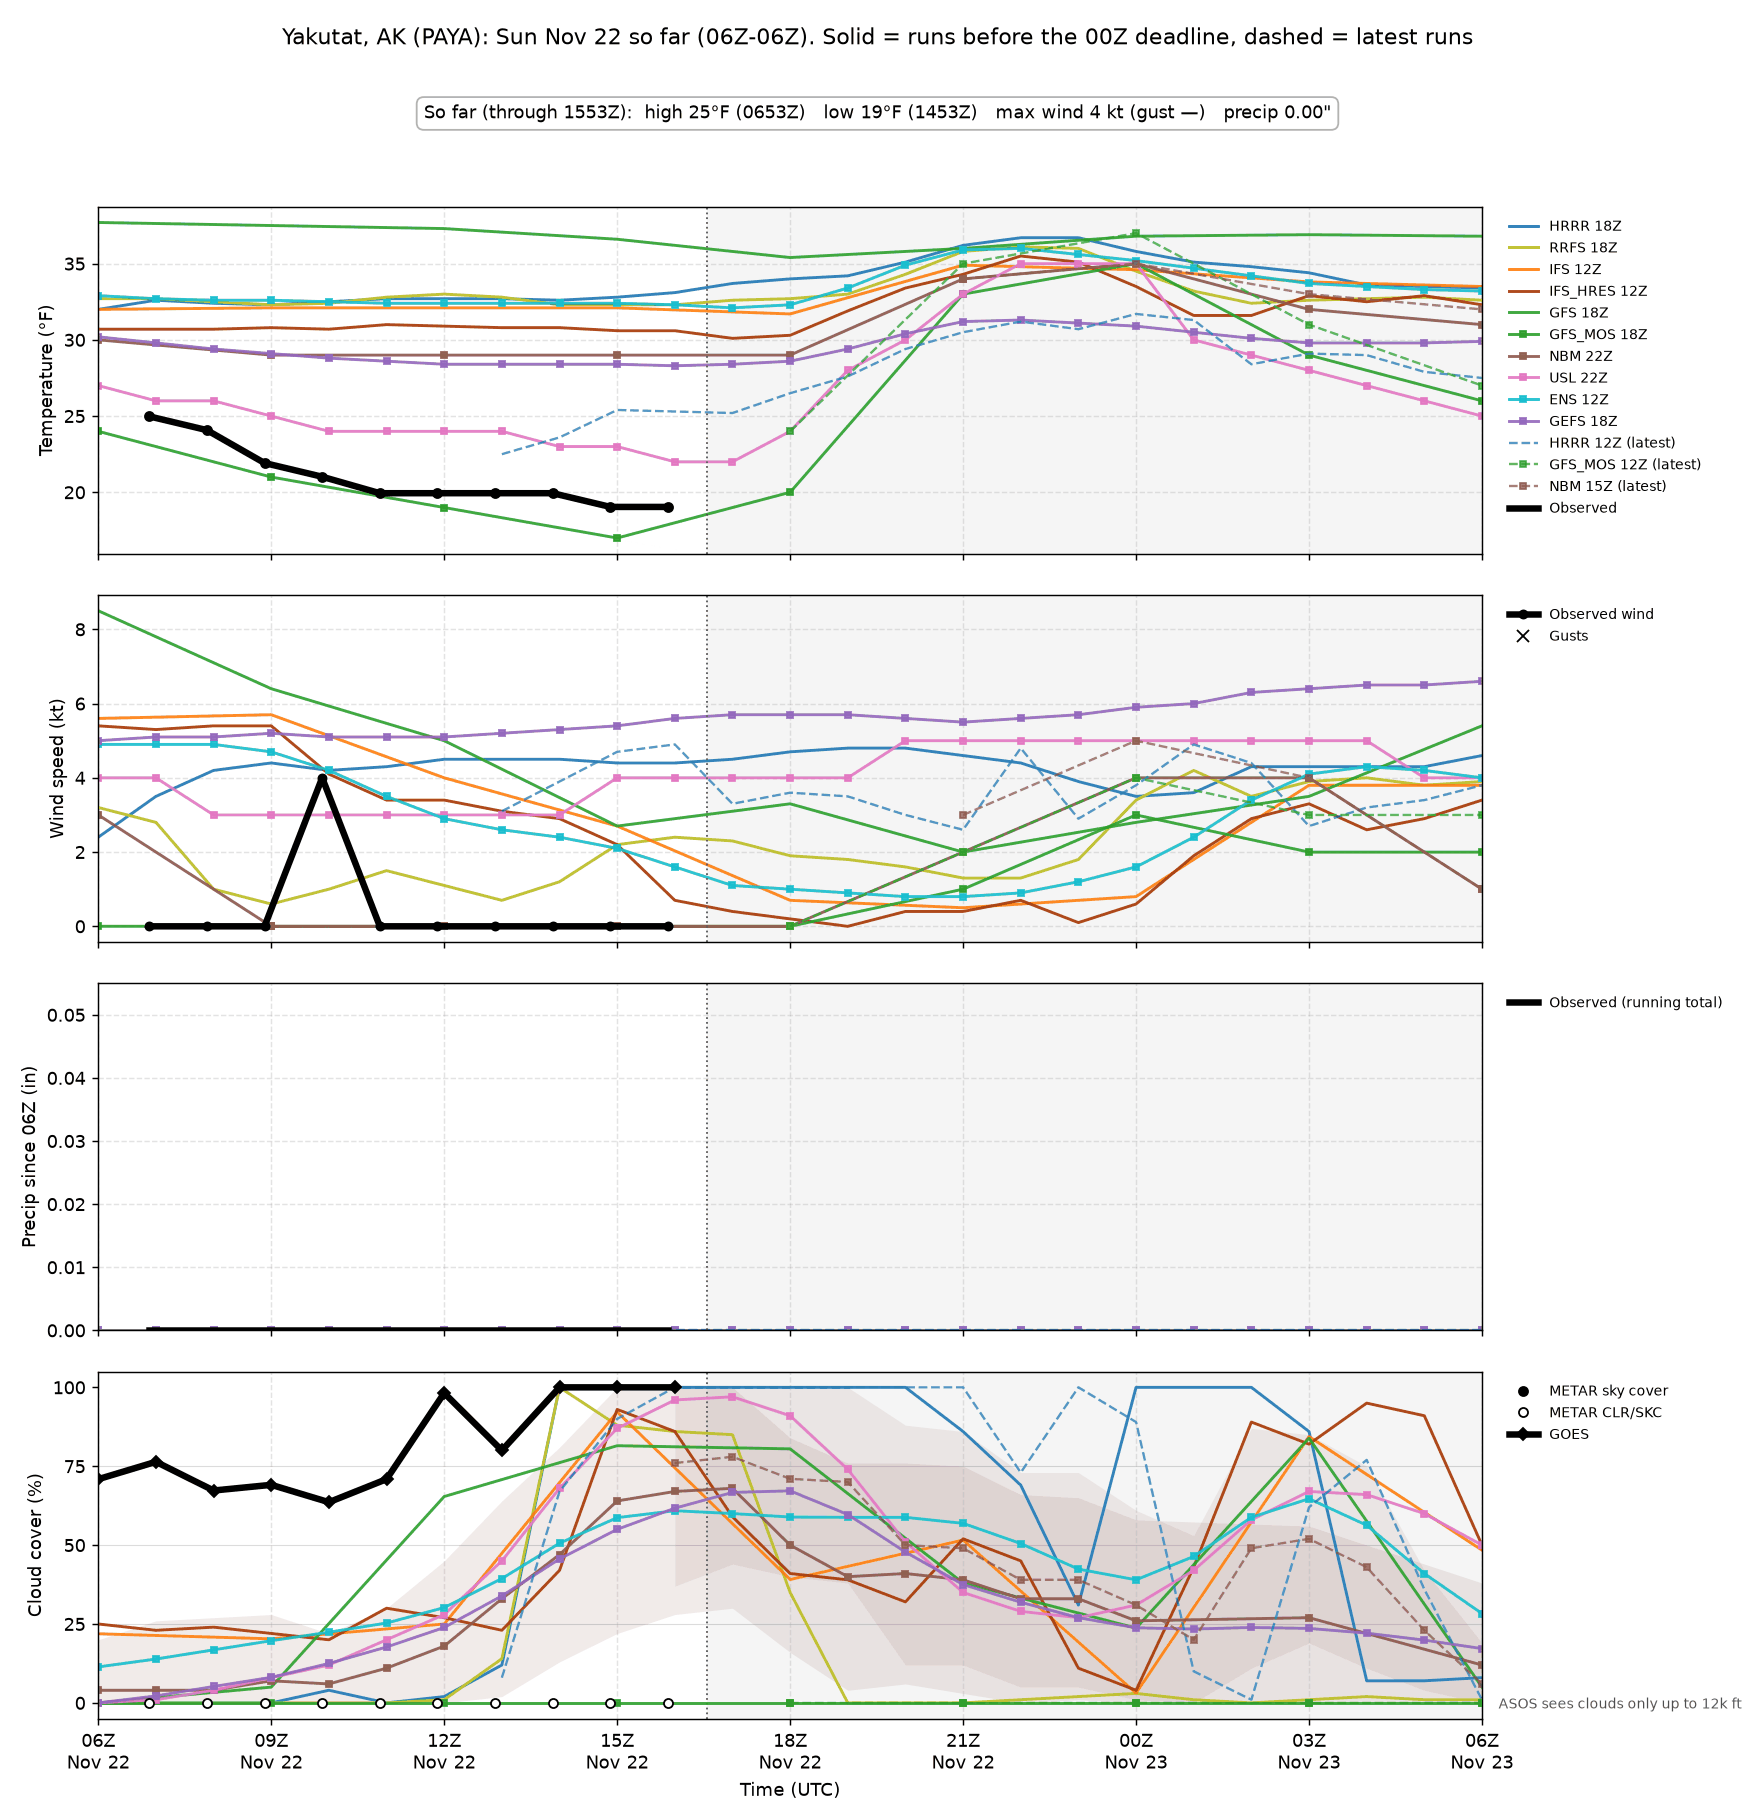 Yakutat, AK (PAYA): Sun Nov 22 so far (06Z-06Z). Solid = runs before the 00Z deadline, dashed = latest runs
So far (through 1553Z):  high 25°F (0653Z)   low 19°F (1453Z)   max wind 4 kt (gust —)   precip 0.00"
Temperature (°F)
35
30
25
20
HRRR 18Z
RRFS 18Z
IFS 12Z
IFS_HRES 12Z
GFS 18Z
GFS_MOS 18Z
NBM 22Z
USL 22Z
ENS 12Z
GEFS 18Z
HRRR 12Z (latest)
GFS_MOS 12Z (latest)
NBM 15Z (latest)
Observed
Wind speed (kt)
8
6
4
2
0
Observed wind
Gusts
Precip since 06Z (in)
0.05
0.04
0.03
0.02
0.01
0.00
Observed (running total)
Cloud cover (%)
100
75
50
25
0
METAR sky cover
METAR CLR/SKC
GOES
ASOS sees clouds only up to 12k ft
06Z 09Z 12Z 15Z 18Z 21Z 00Z 03Z 06Z
Nov 22 Nov 22 Nov 22 Nov 22 Nov 22 Nov 22 Nov 23 Nov 23 Nov 23
Time (UTC)